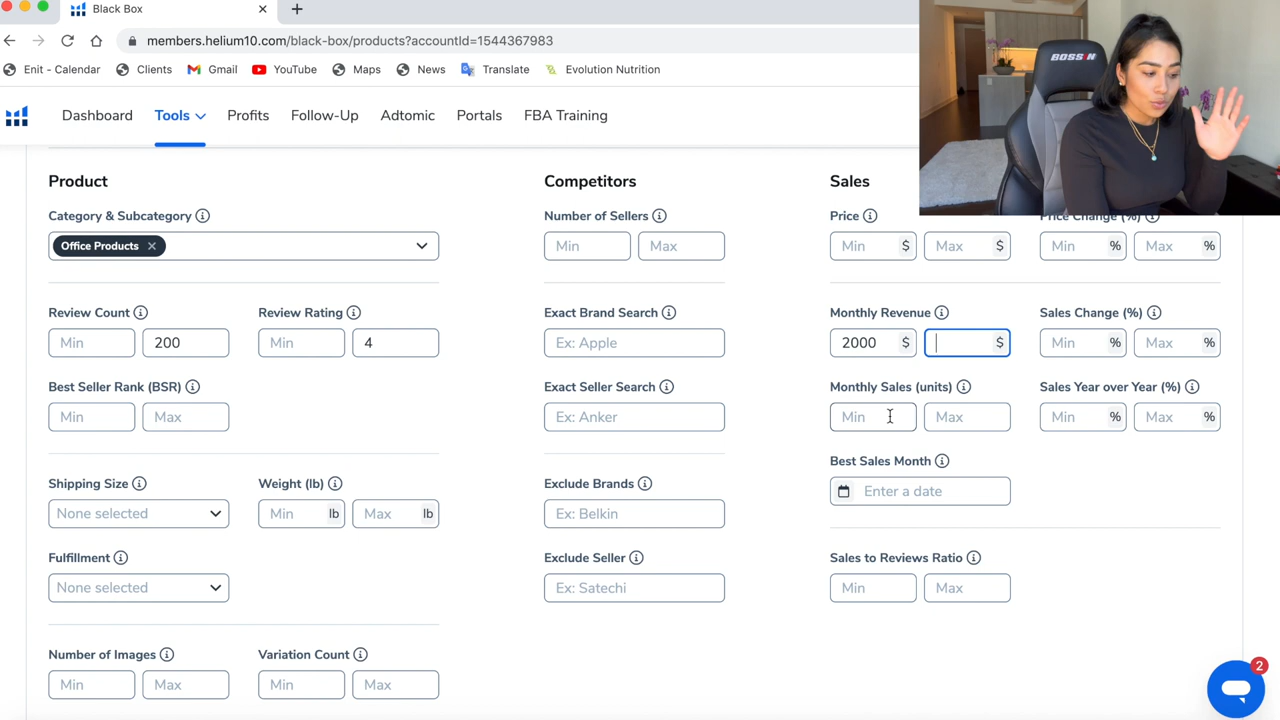 Black Box
members.helium10.com/black-box/products?accountId=1544367983
Enit - Calendar Clients Gmail YouTube Maps News Translate Evolution Nutrition
Dashboard Tools Profits Follow-Up Adtomic Portals FBA Training
BOSSIN
Product
Category & Subcategory
Office Products
Review Count Review Rating
Min 200 Min 4
Best Seller Rank (BSR)
Min Max
Shipping Size Weight (lb)
None selected Min lb Max lb
Fulfillment
None selected
Number of Images Variation Count
Min Max Min Max
Competitors
Number of Sellers
Min Max
Exact Brand Search
Ex: Apple
Exact Seller Search
Ex: Anker
Exclude Brands
Ex: Belkin
Exclude Seller
Ex: Satechi
Sales
Price Price Change (%)
Min $ Max $ Min % Max %
Monthly Revenue Sales Change (%)
2000 $ $ Min % Max %
Monthly Sales (units) Sales Year over Year (%)
Min Max Min % Max %
Best Sales Month
Enter a date
Sales to Reviews Ratio
Min Max
2